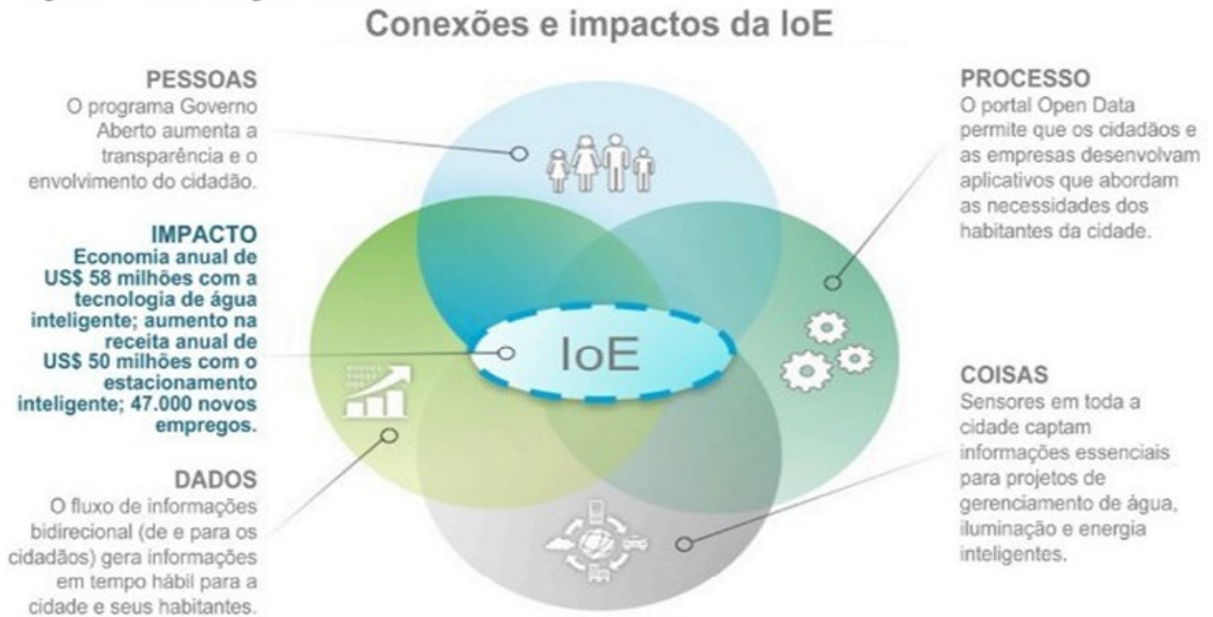 Conexões e impactos da IoE
PESSOAS
O programa Governo
Aberto aumenta a
transparência e o
envolvimento do cidadão.
IMPACTO
Economia anual de
US$ 58 milhões com a
tecnologia de água
inteligente; aumento na
receita anual de
US$ 50 milhões com o
estacionamento
inteligente; 47.000 novos
empregos.
DADOS
O fluxo de informações
bidirecional (de e para os
cidadãos) gera informações
em tempo hábil para a
cidade e seus habitantes.
IoE
PROCESSO
O portal Open Data
permite que os cidadãos e
as empresas desenvolvam
aplicativos que abordam
as necessidades dos
habitantes da cidade.
COISAS
Sensores em toda a
cidade captam
informações essenciais
para projetos de
gerenciamento de água,
iluminação e energia
inteligentes.